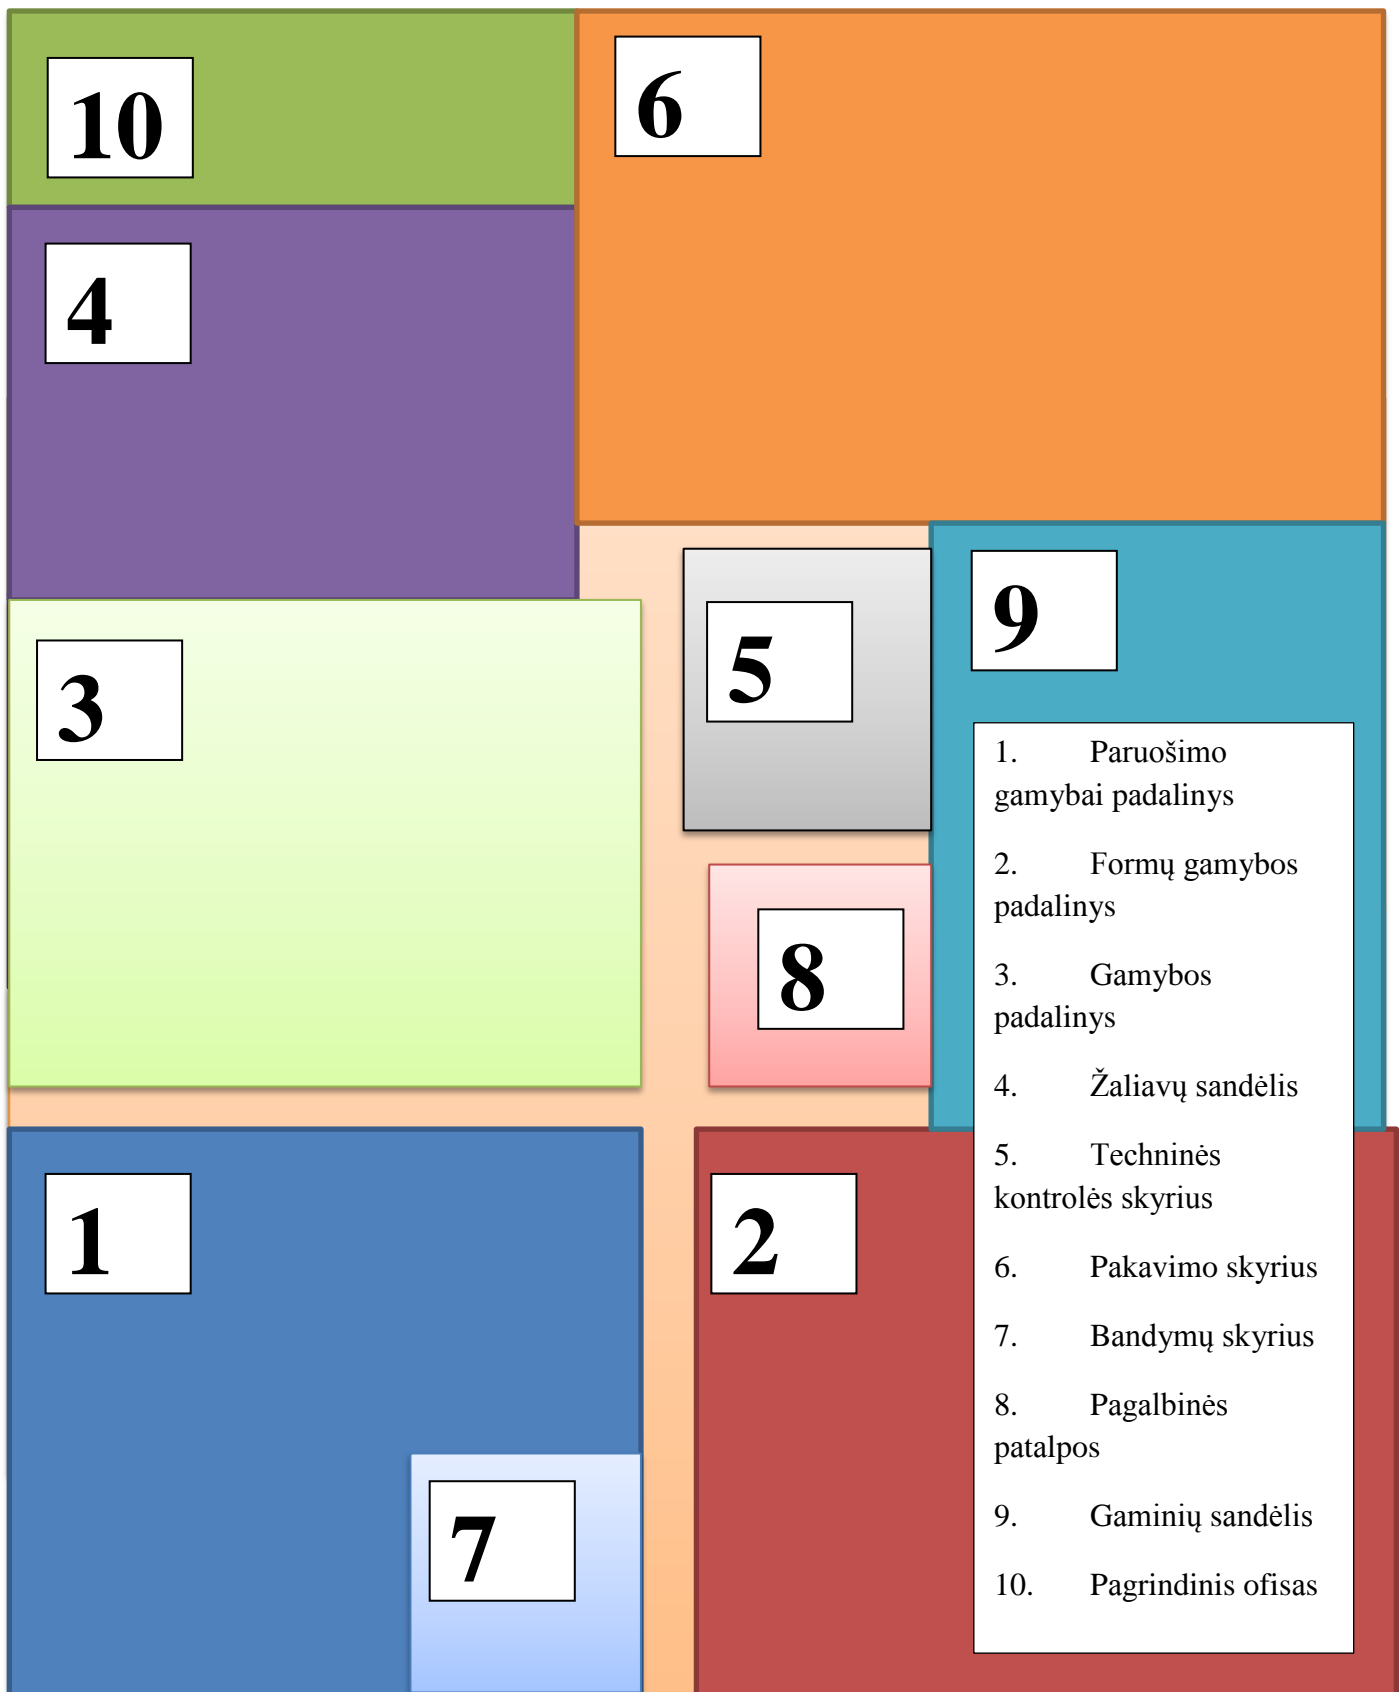 10
6
4
5
9
3
8
1
2
7
1. Paruošimo
gamybai padalinys
2. Formų gamybos
padalinys
3. Gamybos
padalinys
4. Žaliavų sandėlis
5. Techninės
kontrolės skyrius
6. Pakavimo skyrius
7. Bandymų skyrius
8. Pagalbinės
patalpos
9. Gaminių sandėlis
10. Pagrindinis ofisas